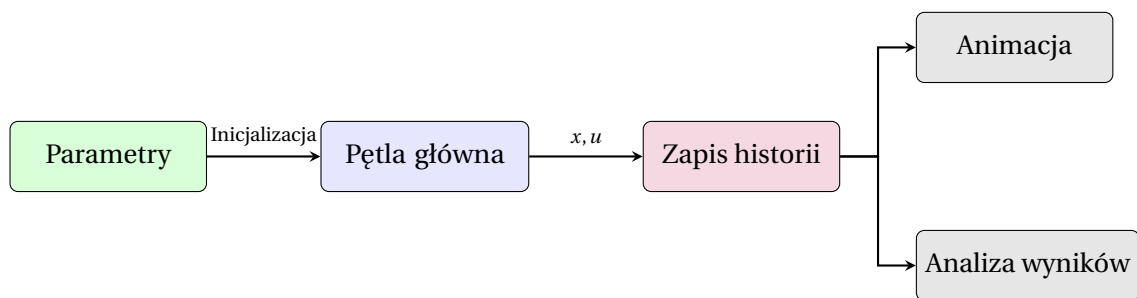 Animacja
Parametry
Inicjalizacja
Pętla główna
x, u
Zapis historii
Analiza wyników